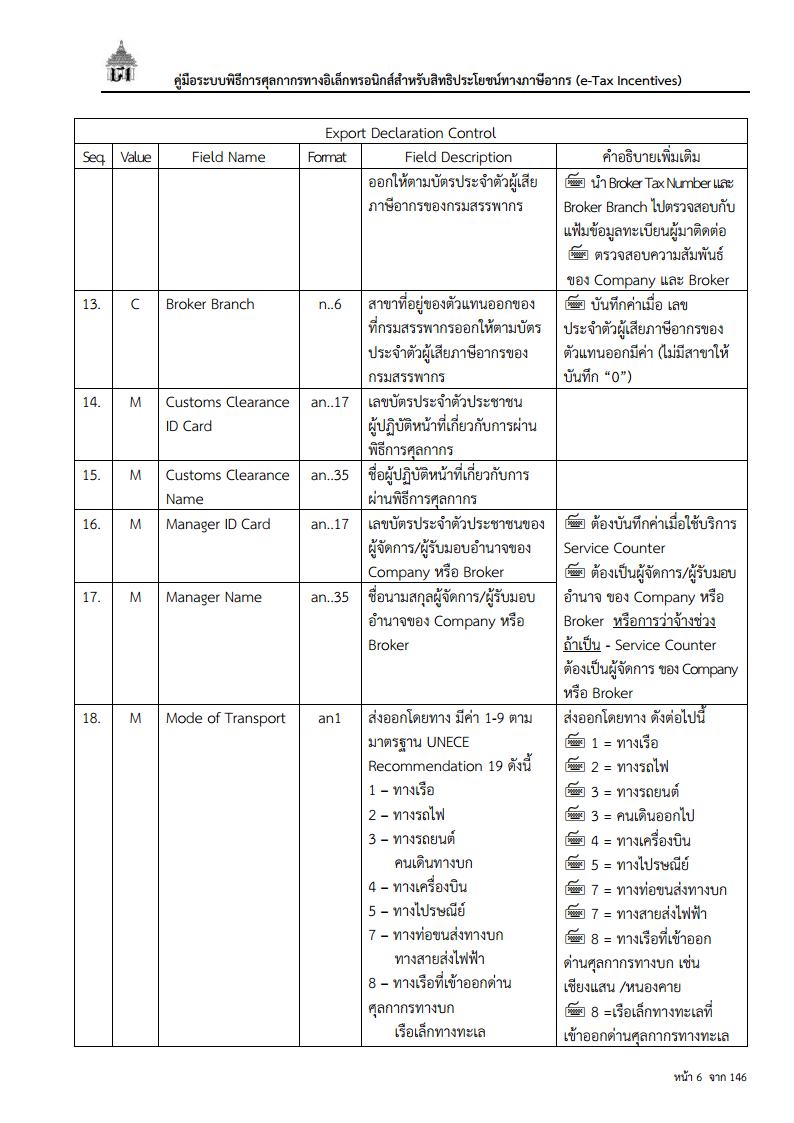 คู่มือระบบพิธีการศุลกากรทางอิเล็กทรอนิกส์สำหรับสิทธิประโยชน์ทางภาษีอากร (e-Tax Incentives)
Export Declaration Control
Seq. Value Field Name Format Field Description คำอธิบายเพิ่มเติม
ออกให้ตามบัตรประจำตัวผู้เสีย
ภาษีอากรของกรมสรรพากร
นำ Broker Tax Number และ
Broker Branch ไปตรวจสอบกับ
แฟ้มข้อมูลทะเบียนผู้มาติดต่อ
ตรวจสอบความสัมพันธ์
ของ Company และ Broker
13. C Broker Branch n..6
สาขาที่อยู่ของตัวแทนออกของ
ที่กรมสรรพากรออกให้ตามบัตร
ประจำตัวผู้เสียภาษีอากรของ
กรมสรรพากร
บันทึกค่าเมื่อ เลข
ประจำตัวผู้เสียภาษีอากรของ
ตัวแทนออกมีค่า (ไม่มีสาขาให้
บันทึก “0”)
14. M Customs Clearance
ID Card
an..17
เลขบัตรประจำตัวประชาชน
ผู้ปฏิบัติหน้าที่เกี่ยวกับการผ่าน
พิธีการศุลกากร
15. M Customs Clearance
Name
an..35
ชื่อผู้ปฏิบัติหน้าที่เกี่ยวกับการ
ผ่านพิธีการศุลกากร
16. M Manager ID Card an..17
เลขบัตรประจำตัวประชาชนของ
ผู้จัดการ/ผู้รับมอบอำนาจของ
Company หรือ Broker
17. M Manager Name an..35
ชื่อนามสกุลผู้จัดการ/ผู้รับมอบ
อำนาจของ Company หรือ
Broker
ต้องบันทึกค่าเมื่อใช้บริการ
Service Counter
ต้องเป็นผู้จัดการ/ผู้รับมอบ
อำนาจ ของ Company หรือ
Broker หรือการว่าจ้างช่วง
ถ้าเป็น - Service Counter
ต้องเป็นผู้จัดการ ของ Company
หรือ Broker
18. M Mode of Transport an1
ส่งออกโดยทาง มีค่า 1-9 ตาม
มาตรฐาน UNECE
Recommendation 19 ดังนี้
1 – ทางเรือ
2 – ทางรถไฟ
3 – ทางรถยนต์
คนเดินทางบก
4 – ทางเครื่องบิน
5 – ทางไปรษณีย์
7 – ทางท่อขนส่งทางบก
ทางสายส่งไฟฟ้า
8 – ทางเรือที่เข้าออกด่าน
ศุลกากรทางบก
เรือเล็กทางทะเล
ส่งออกโดยทาง ดังต่อไปนี้
1 = ทางเรือ
2 = ทางรถไฟ
3 = ทางรถยนต์
3 = คนเดินออกไป
4 = ทางเครื่องบิน
5 = ทางไปรษณีย์
7 = ทางท่อขนส่งทางบก
7 = ทางสายส่งไฟฟ้า
8 = ทางเรือที่เข้าออก
ด่านศุลกากรทางบก เช่น
เชียงแสน /หนองคาย
8 =เรือเล็กทางทะเลที่
เข้าออกด่านศุลกากรทางทะเล
หน้า 6 จาก 146